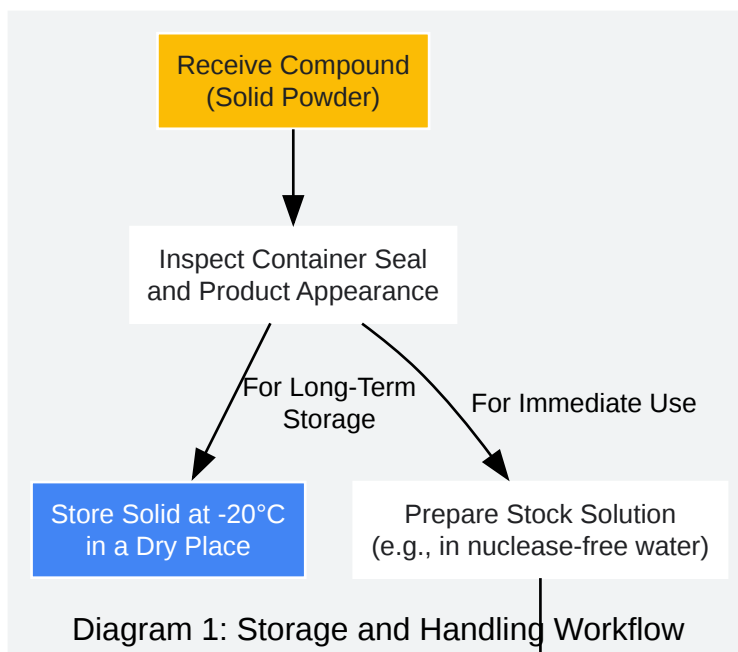 Receive Compound
(Solid Powder)
Inspect Container Seal
and Product Appearance
For Long-Term
Storage
For Immediate Use
Store Solid at -20°C
in a Dry Place
Prepare Stock Solution
(e.g., in nuclease-free water)
Diagram 1: Storage and Handling Workflow